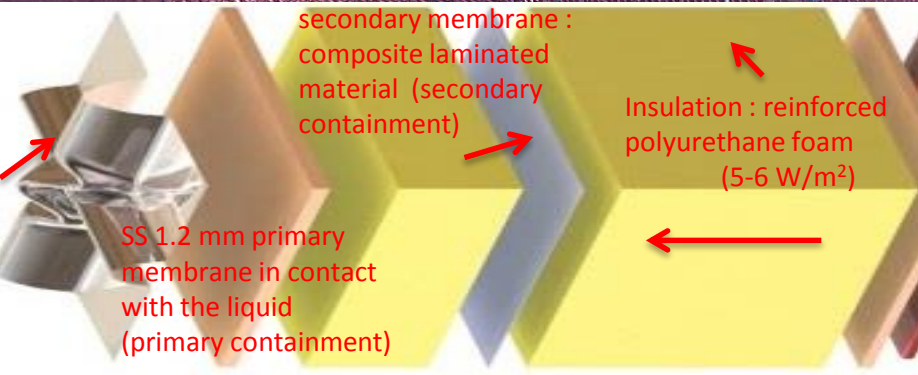 secondary membrane :
composite laminated
material (secondary
containment)
Insulation : reinforced
polyurethane foam
(5-6 W/m²)
SS 1.2 mm primary
membrane in contact
with the liquid
(primary containment)